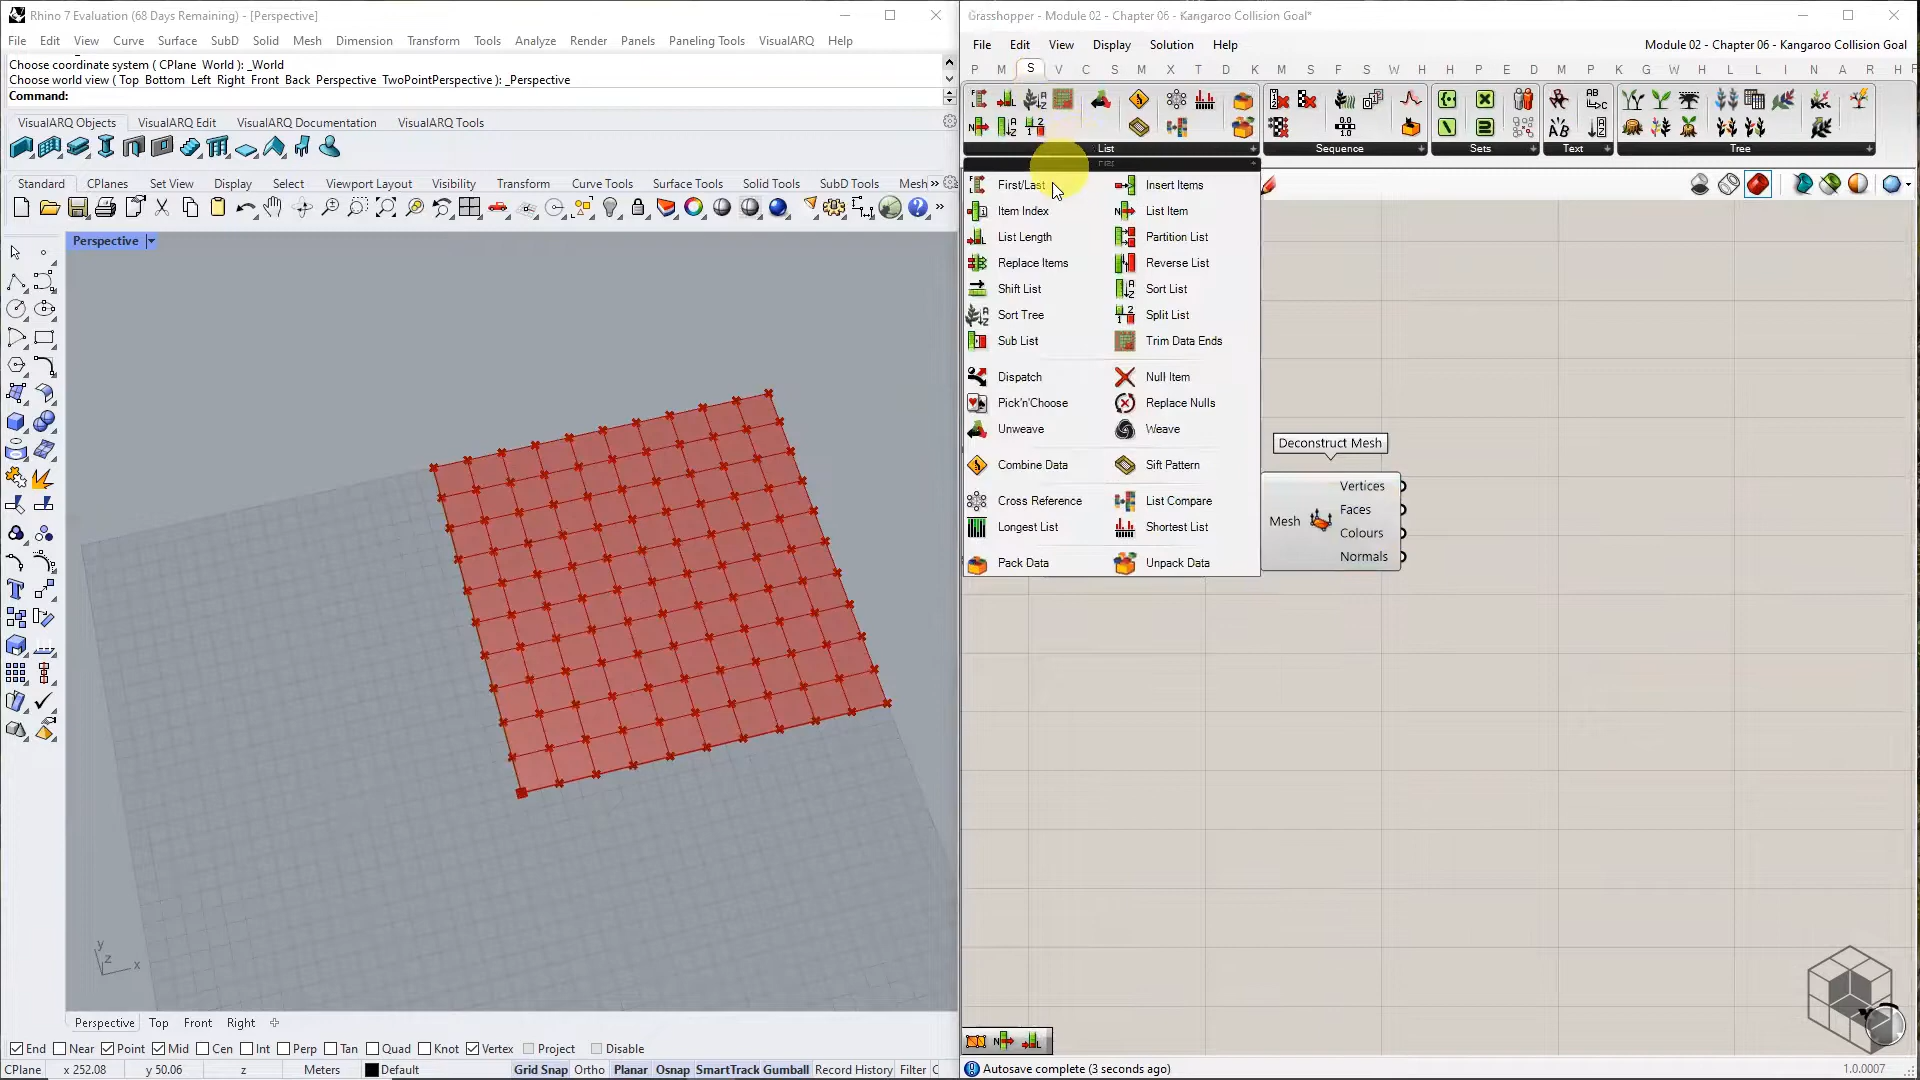 Rhino 7 Evaluation (68 Days Remaining) - [Perspective]
File Edit View Curve Surface SubD Solid Mesh Dimension Transform Tools Analyze Render Panels Paneling Tools VisualARQ Help
Choose coordinate system ( CPlane World ): _World
Choose world view ( Top Bottom Left Right Front Back Perspective TwoPointPerspective ): _Perspective
Command:
VisualARQ Objects VisualARQ Edit VisualARQ Documentation VisualARQ Tools
Standard CPlanes Set View Display Select Viewport Layout Visibility Transform Curve Tools Surface Tools Solid Tools SubD Tools Mesh »
Perspective
y
z
x
Perspective Top Front Right
End Near Point Mid Cen Int Perp Tan Quad Knot Vertex Project Disable
CPlane x 252.08 y 50.06 z Meters Default Grid Snap Ortho Planar Osnap SmartTrack Gumball Record History Filter C
Grasshopper - Module 02 - Chapter 06 - Kangaroo Collision Goal*
File Edit View Display Solution Help
Module 02 - Chapter 06 - Kangaroo Collision Goal
P M S V C S M X T D K M S F S W H H P E D M P K G W H L L I N A R H
List Sequence Sets Text Tree
First/Last Insert Items
Item Index List Item
List Length Partition List
Replace Items Reverse List
Shift List Sort List
Sort Tree Split List
Sub List Trim Data Ends
Dispatch Null Item
Pick'n'Choose Replace Nulls
Unweave Weave
Combine Data Sift Pattern
Cross Reference List Compare
Longest List Shortest List
Pack Data Unpack Data
Deconstruct Mesh
Mesh
Vertices
Faces
Colours
Normals
Autosave complete (3 seconds ago)
1.0.0007